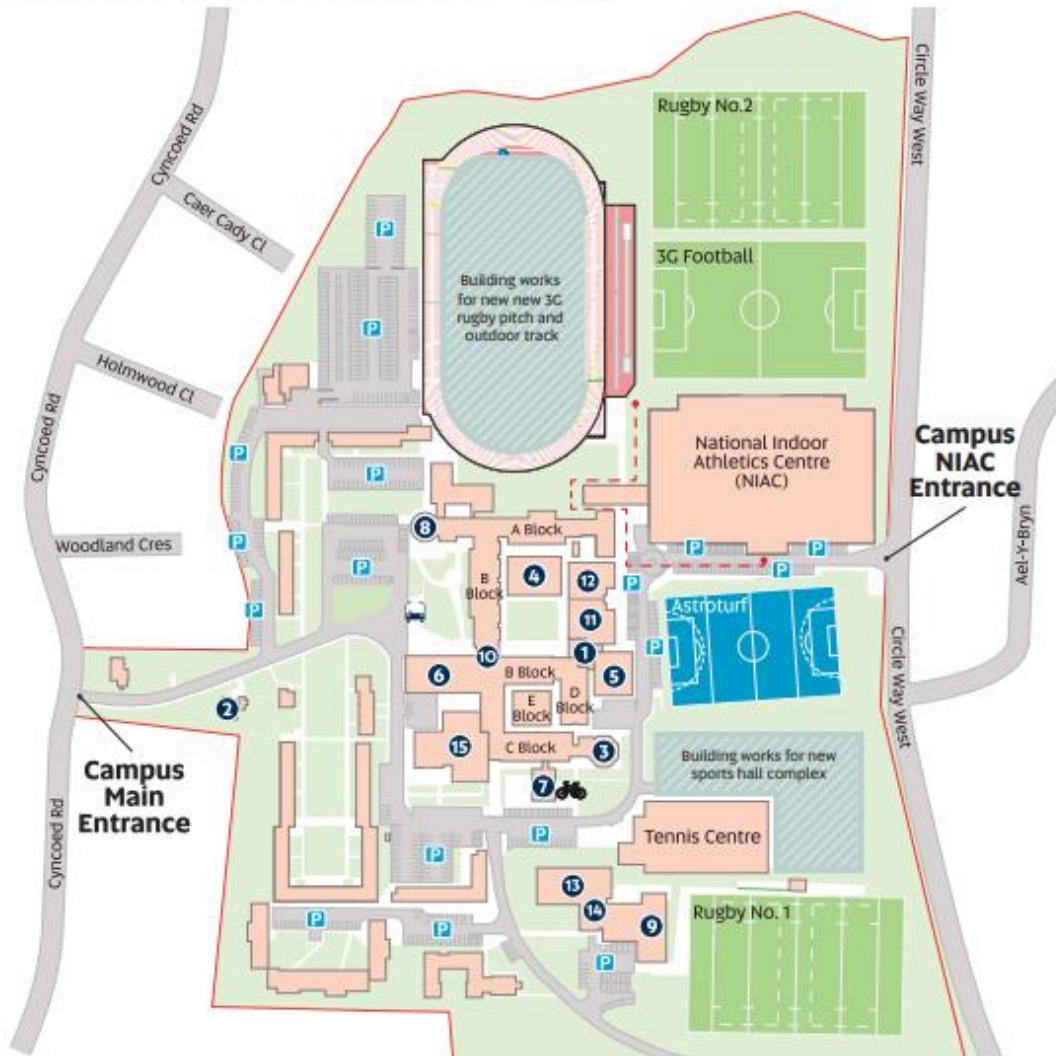 Cyncoed Rd
Circle Way West
Rugby No.2
Caer Cady Cl
P
3G Football
Building works
for new new 3G
rugby pitch and
outdoor track
P
Holmwood Cl
Cyncoed Rd
National Indoor
Athletics Centre
(NIAC)
Campus
NIAC
Entrance
P
P
8
A Block
Woodland Cres
P
P
P
P
Ael-Y-Bryn
B
Block
4
12
P
P
P
11
Astroturf
10
1
P
6
B Block
5
D
Block
E
Block
2
Circle Way West
15
C Block
3
Building works for new
sports hall complex
Campus
Main
Entrance
7
P
Tennis Centre
P
Cyncoed Rd
13
14
9
Rugby No. 1
P
P
P